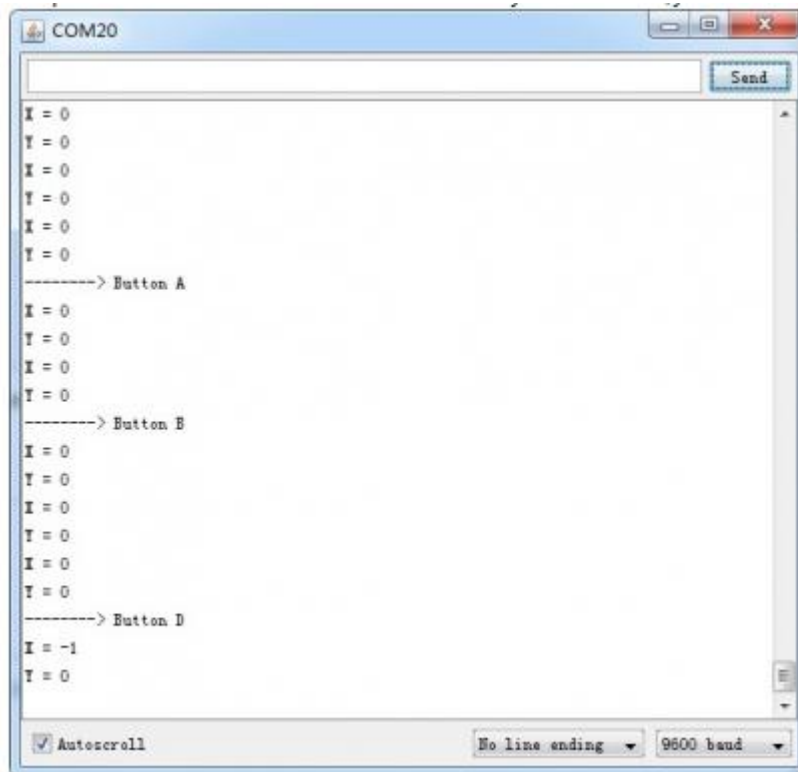 COM20
Send
X = 0
Y = 0
X = 0
Y = 0
X = 0
Y = 0
--------> Button A
X = 0
Y = 0
X = 0
Y = 0
--------> Button B
X = 0
Y = 0
X = 0
Y = 0
X = 0
Y = 0
--------> Button D
X = -1
Y = 0
Autoscroll
No line ending
9600 baud